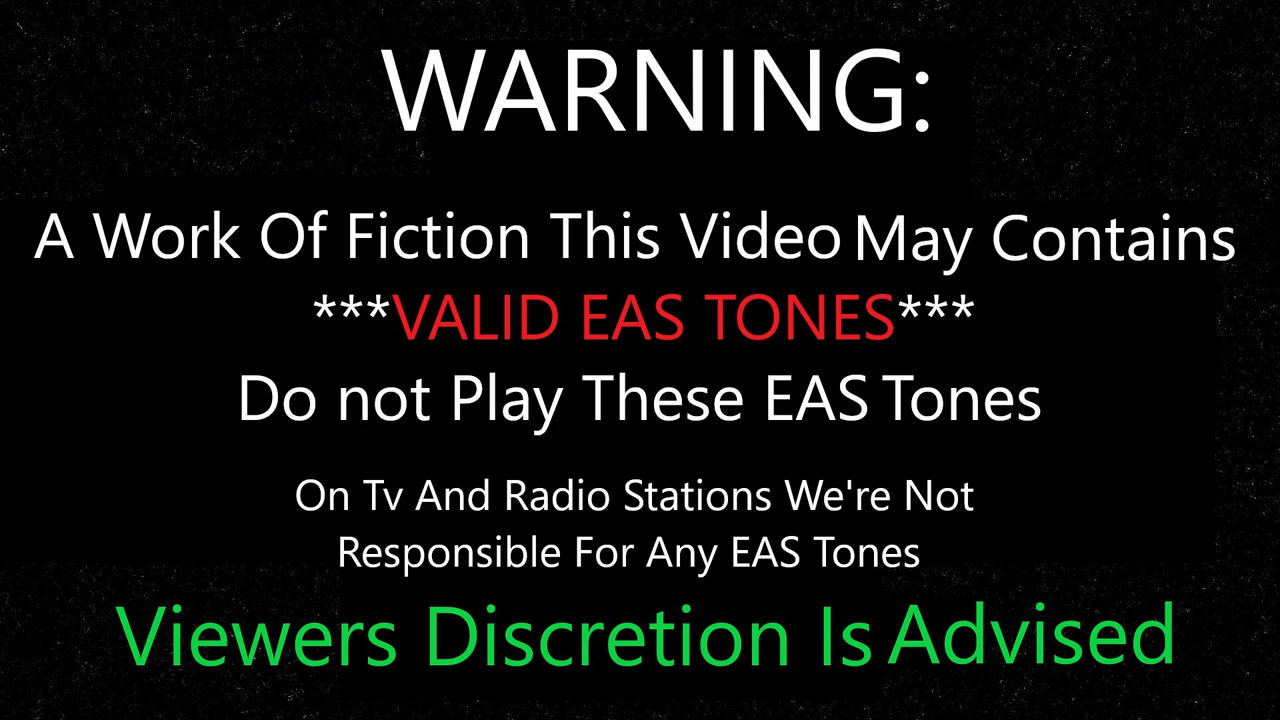 WARNING:
A Work Of Fiction This Video May Contains
***VALID EAS TONES***
Do not Play These EAS Tones
On Tv And Radio Stations We're Not
Responsible For Any EAS Tones
Viewers Discretion Is Advised